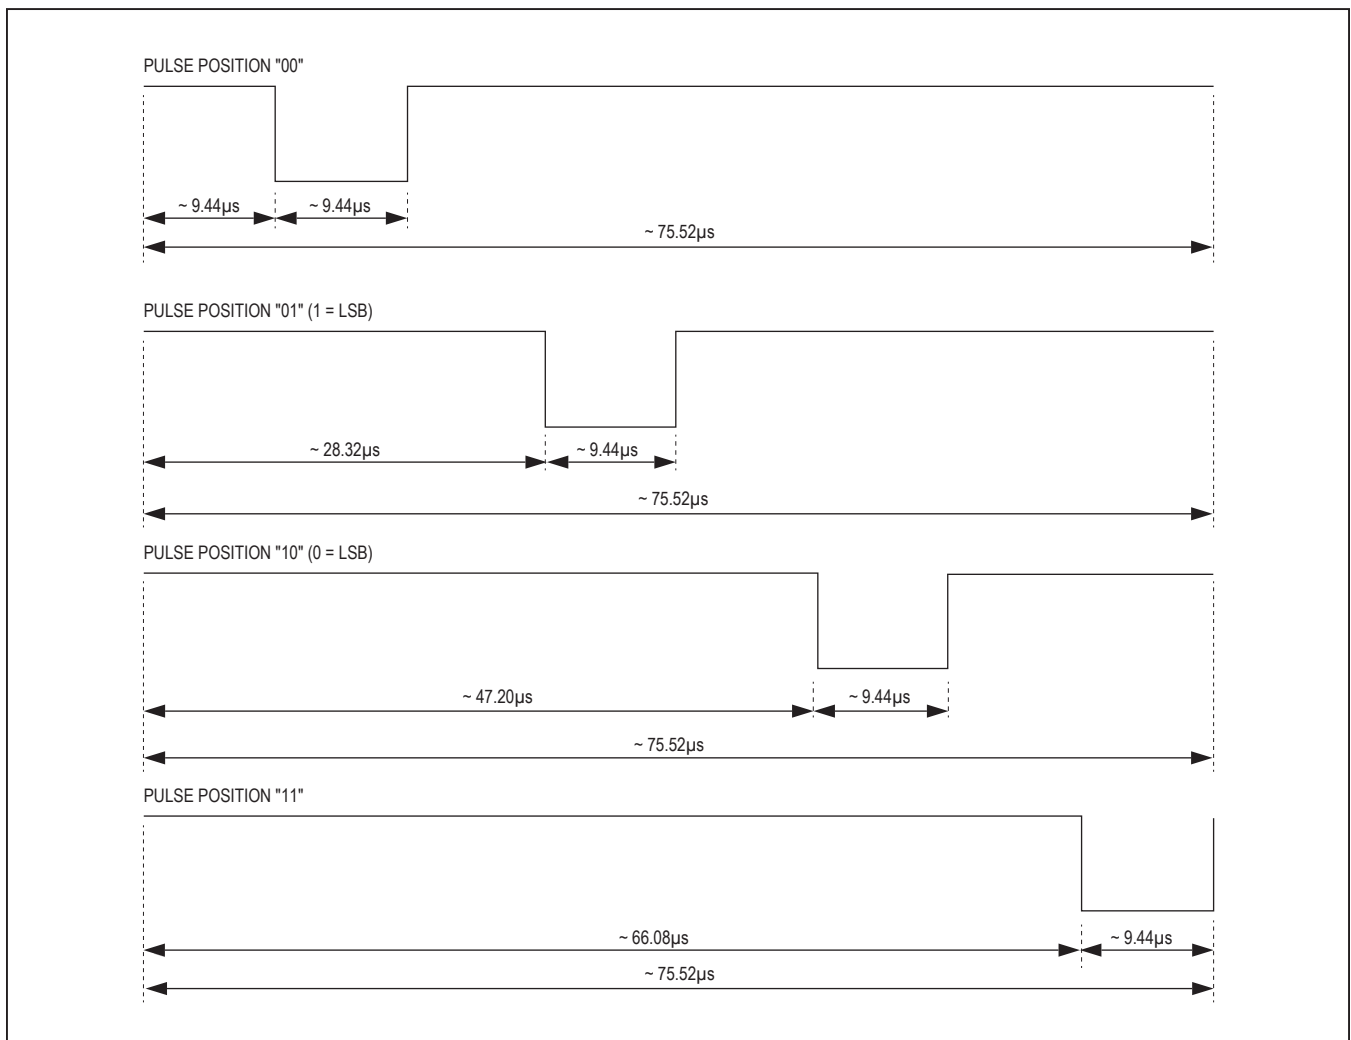 PULSE POSITION "00"
~ 9.44µs ~ 9.44µs
~ 75.52µs
PULSE POSITION "01" (1 = LSB)
~ 28.32µs ~ 9.44µs
~ 75.52µs
PULSE POSITION "10" (0 = LSB)
~ 47.20µs ~ 9.44µs
~ 75.52µs
PULSE POSITION "11"
~ 66.08µs ~ 9.44µs
~ 75.52µs